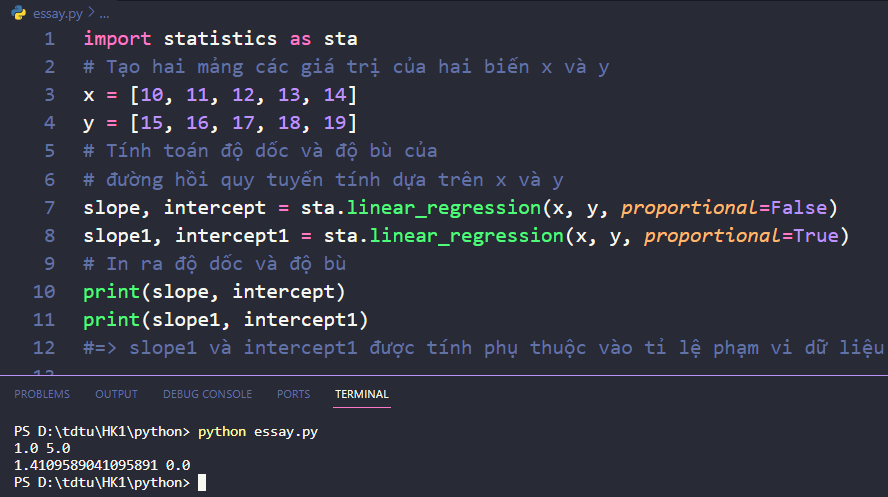 essay.py > ...
1 import statistics as sta
2 # Tạo hai mảng các giá trị của hai biến x và y
3 x = [10, 11, 12, 13, 14]
4 y = [15, 16, 17, 18, 19]
5 # Tính toán độ dốc và độ bù của
6 # đường hồi quy tuyến tính dựa trên x và y
7 slope, intercept = sta.linear_regression(x, y, proportional=False)
8 slope1, intercept1 = sta.linear_regression(x, y, proportional=True)
9 # In ra độ dốc và độ bù
10 print(slope, intercept)
11 print(slope1, intercept1)
12 #=> slope1 và intercept1 được tính phụ thuộc vào tỉ lệ phạm vi dữ liệu
PROBLEMS OUTPUT DEBUG CONSOLE PORTS TERMINAL
PS D:\tdtu\HK1\python> python essay.py
1.0 5.0
1.4109589041095891 0.0
PS D:\tdtu\HK1\python>